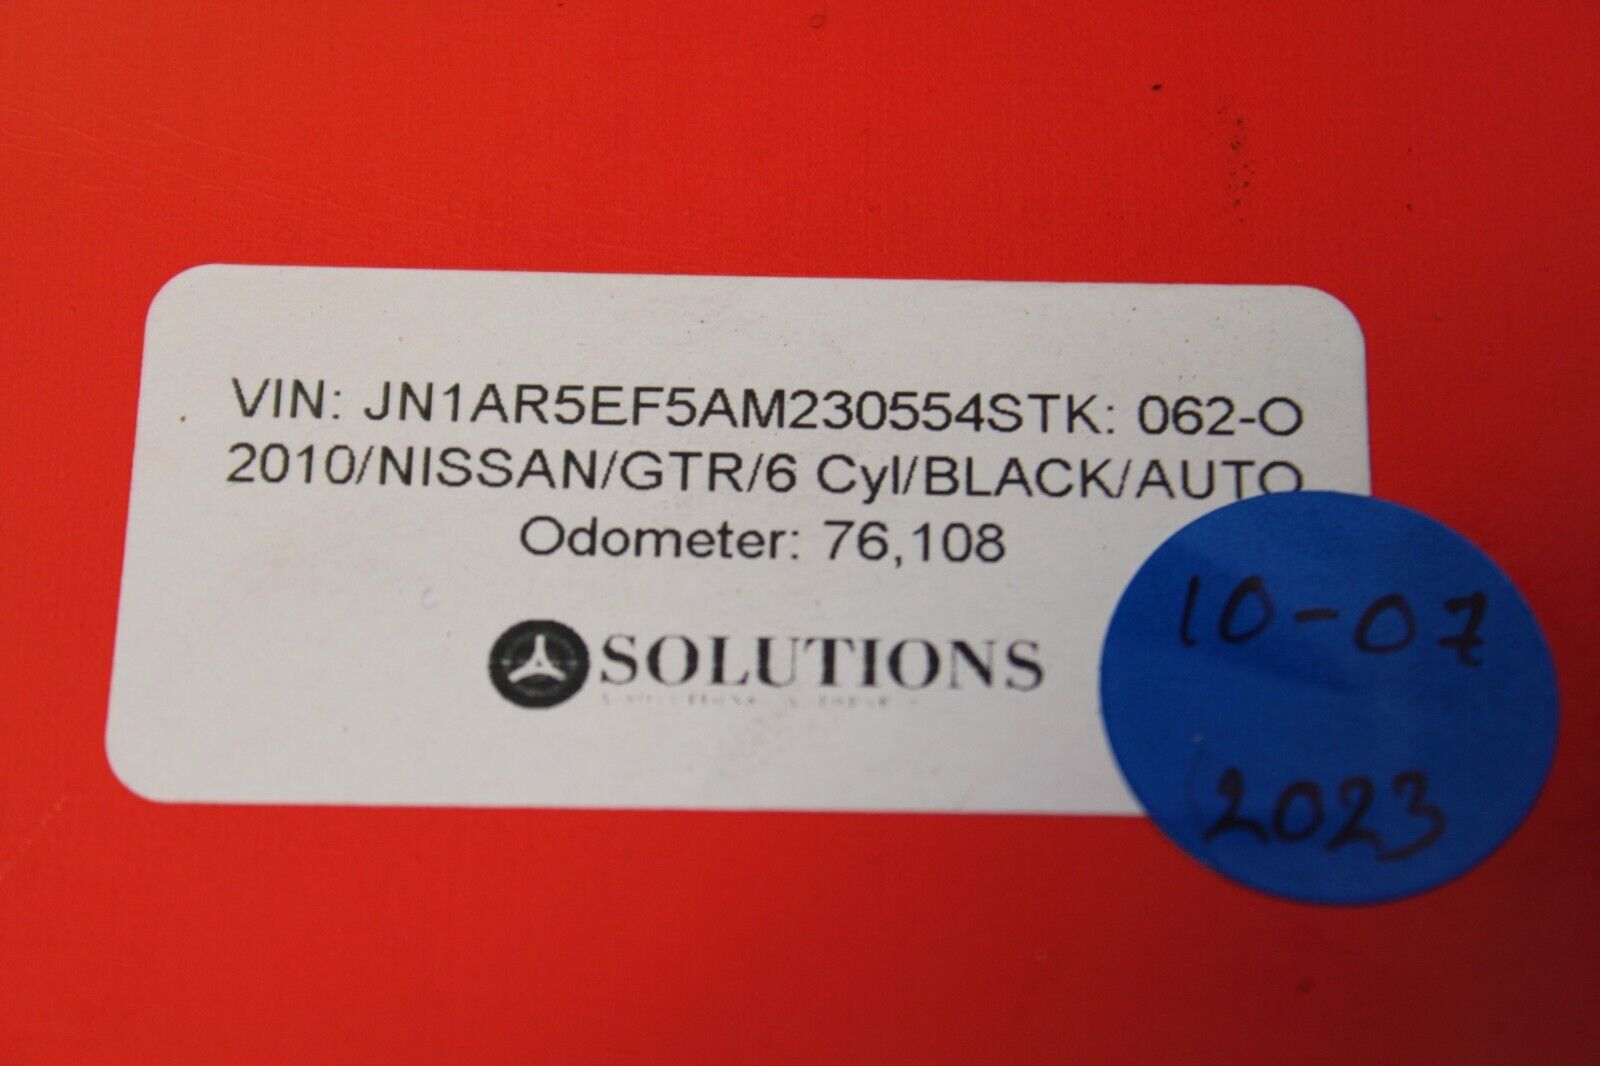 VIN: JN1AR5EF5AM230554STK: 062-O
2010/NISSAN/GTR/6 Cyl/BLACK/AUTO
Odometer: 76,108
SOLUTIONS
10-07
2023